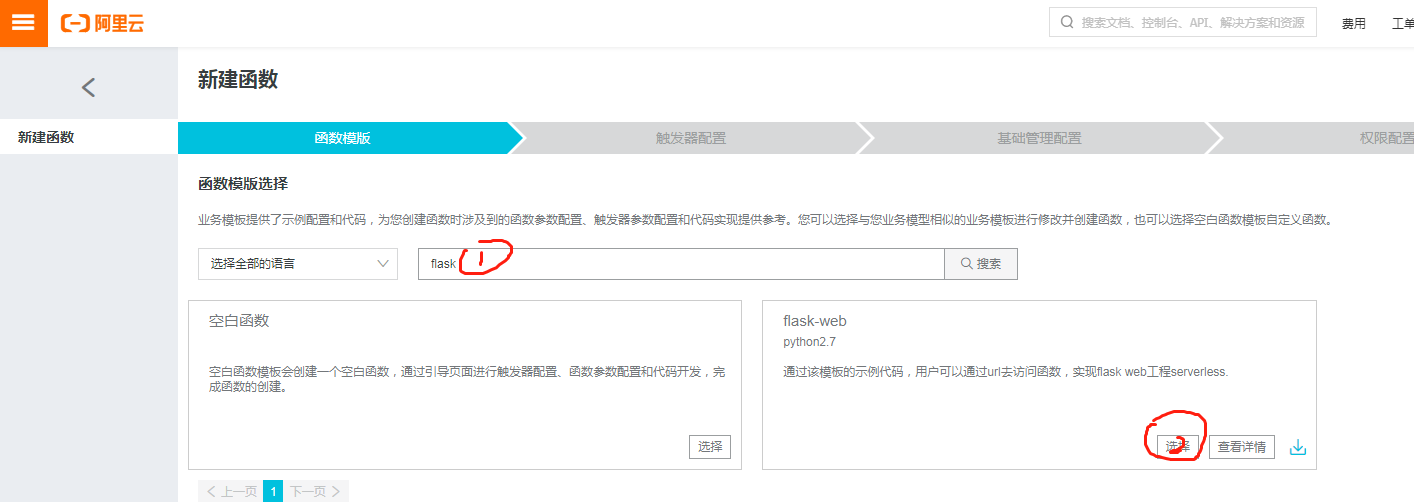 阿里云
搜索文档、控制台、API、解决方案和资源
费用
工单
新建函数
新建函数
函数模版
触发器配置
基础管理配置
权限配置
函数模版选择
业务模板提供了示例配置和代码，为您创建函数时涉及到的函数参数配置、触发器参数配置和代码实现提供参考。您可以选择与您业务模型相似的业务模板进行修改并创建函数，也可以选择空白函数模板自定义函数。
选择全部的语言
flask
1
搜索
空白函数
空白函数模板会创建一个空白函数，通过引导页面进行触发器配置、函数参数配置和代码开发，完
成函数的创建。
选择
flask-web
python2.7
通过该模板的示例代码，用户可以通过url去访问函数，实现flask web工程serverless.
选择
2
查看详情
上一页
1
下一页